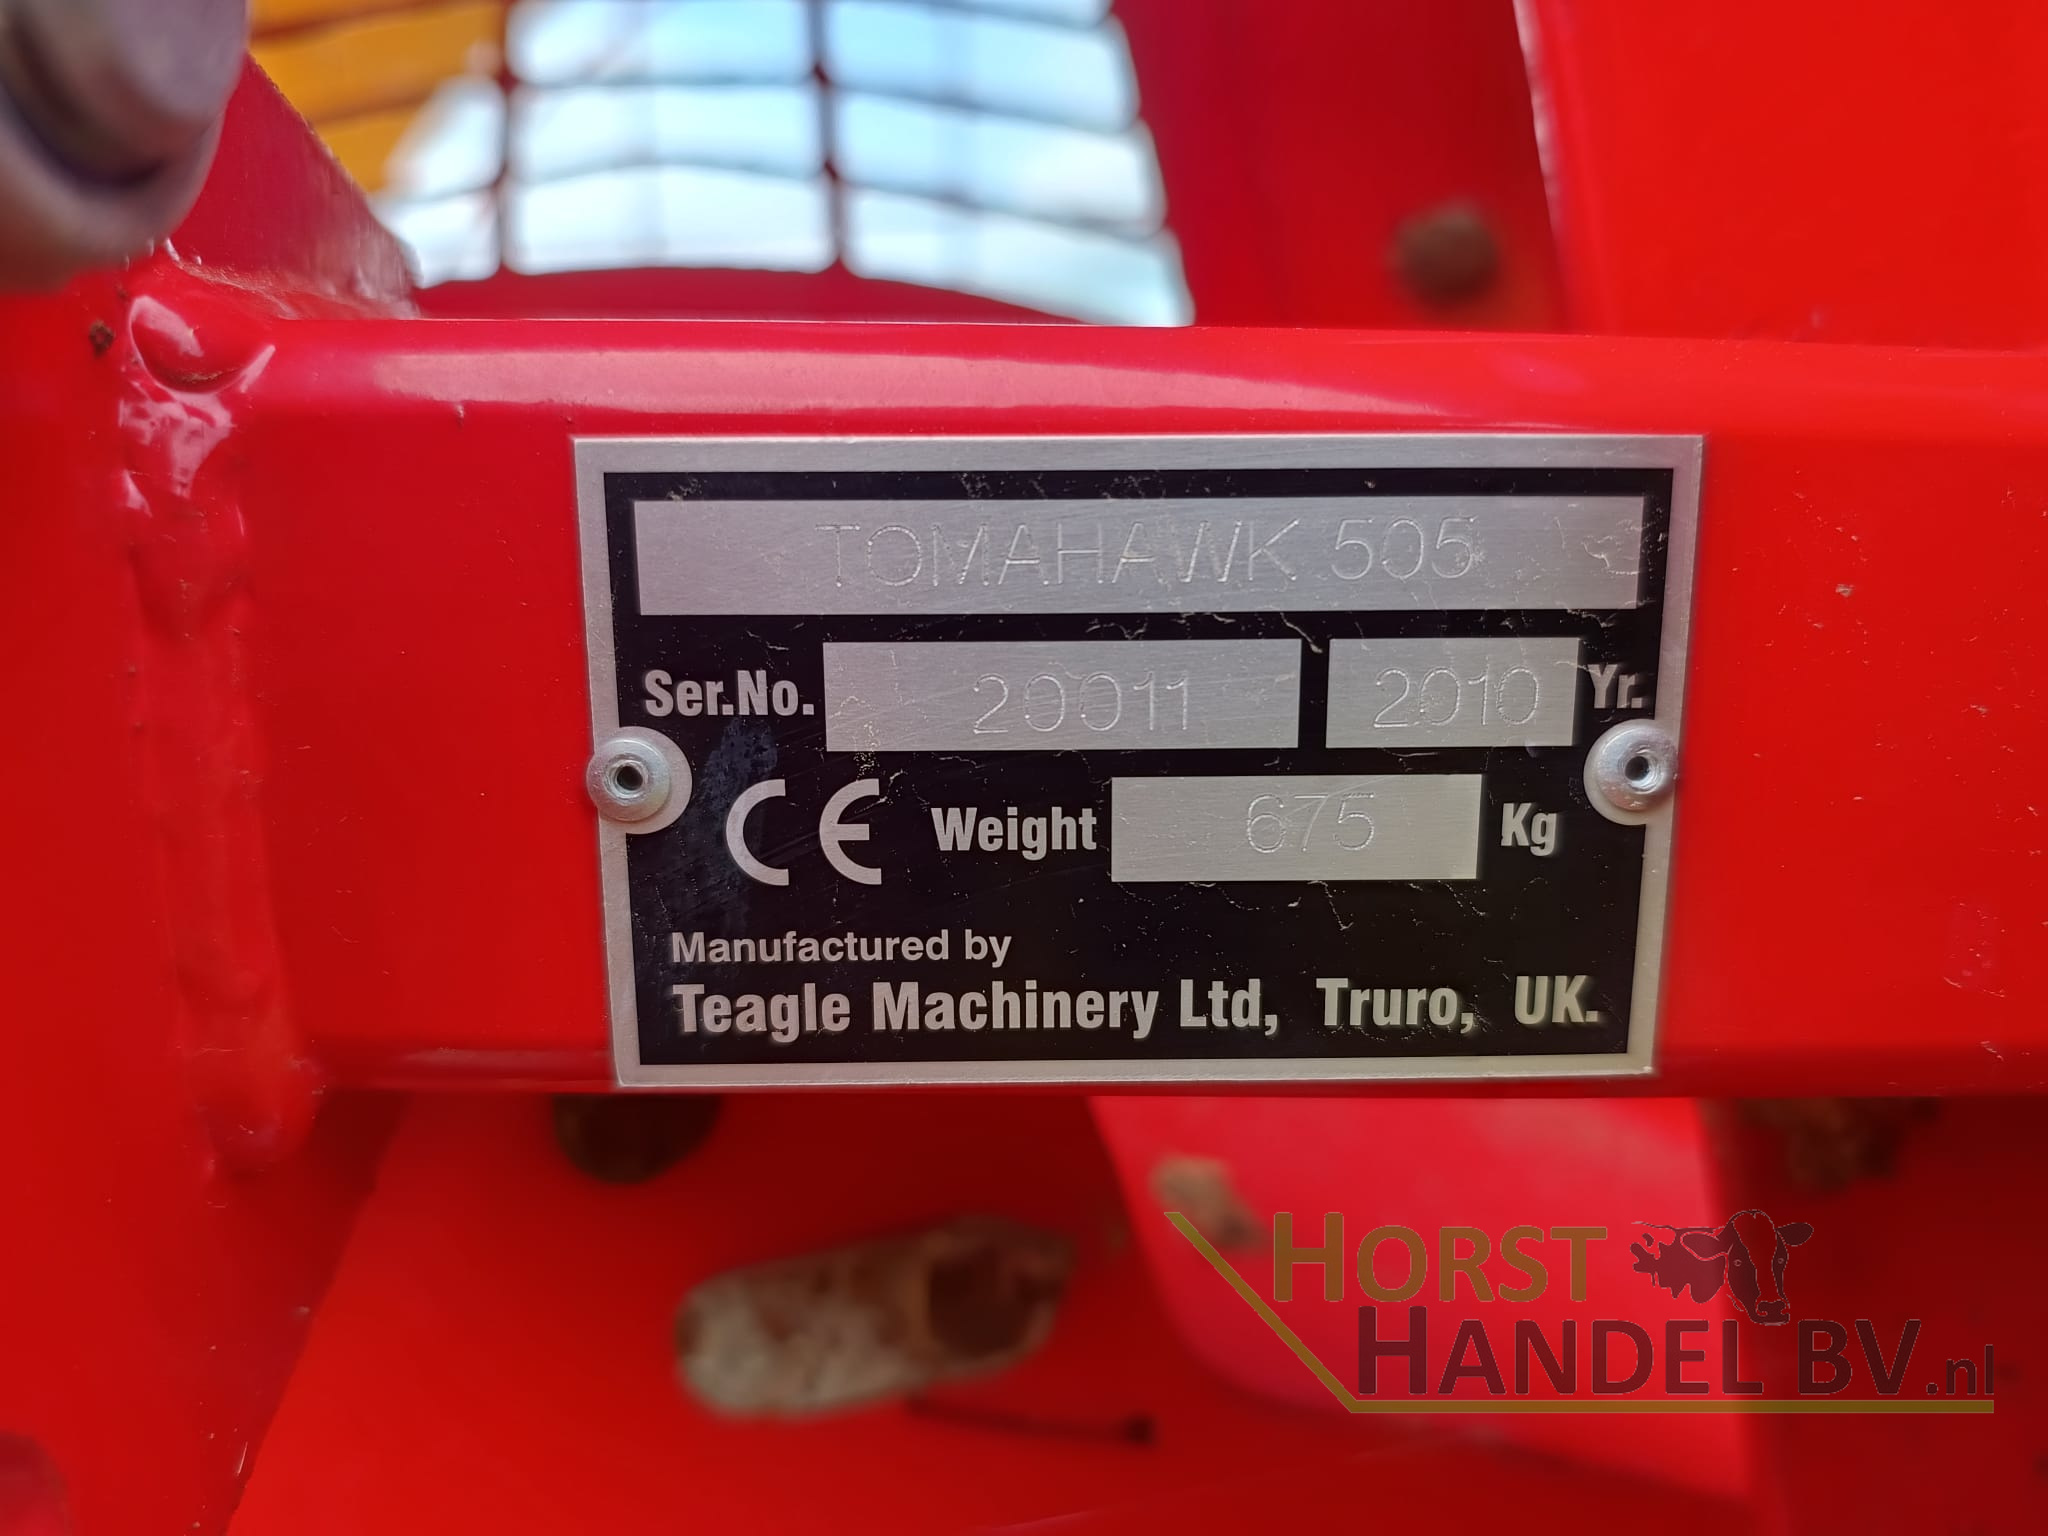 TOMAHAWK 505
Ser.No. 20011 2010 Yr.
CE Weight 675 Kg
Manufactured by
Teagle Machinery Ltd, Truro, UK.
HORST
HANDEL BV.nl